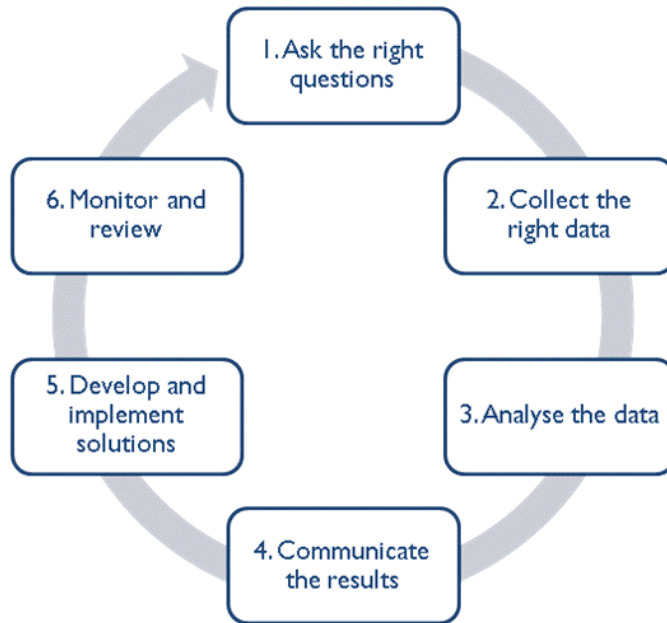 1. Ask the right
questions
2. Collect the
right data
3. Analyse the data
4. Communicate
the results
5. Develop and
implement
solutions
6. Monitor and
review